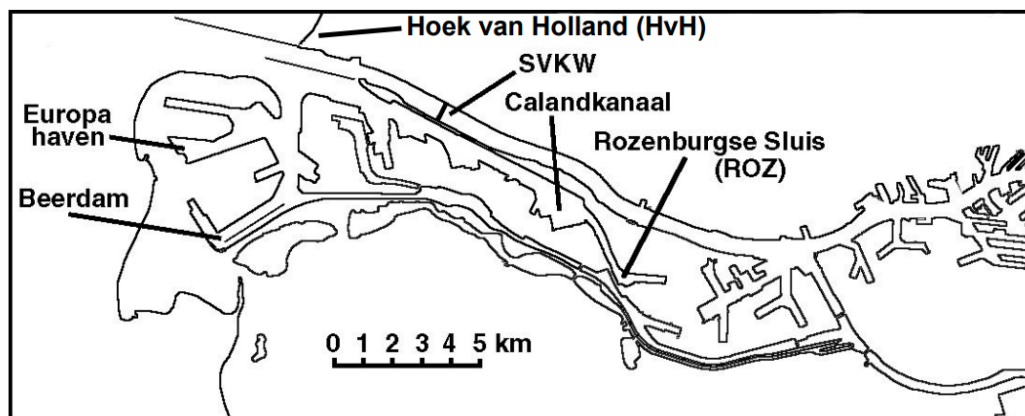 Hoek van Holland (HvH)
SVKW
Calandkanaal
Europa
haven
Rozenburgse Sluis
(ROZ)
Beerdam
0 1 2 3 4 5 km